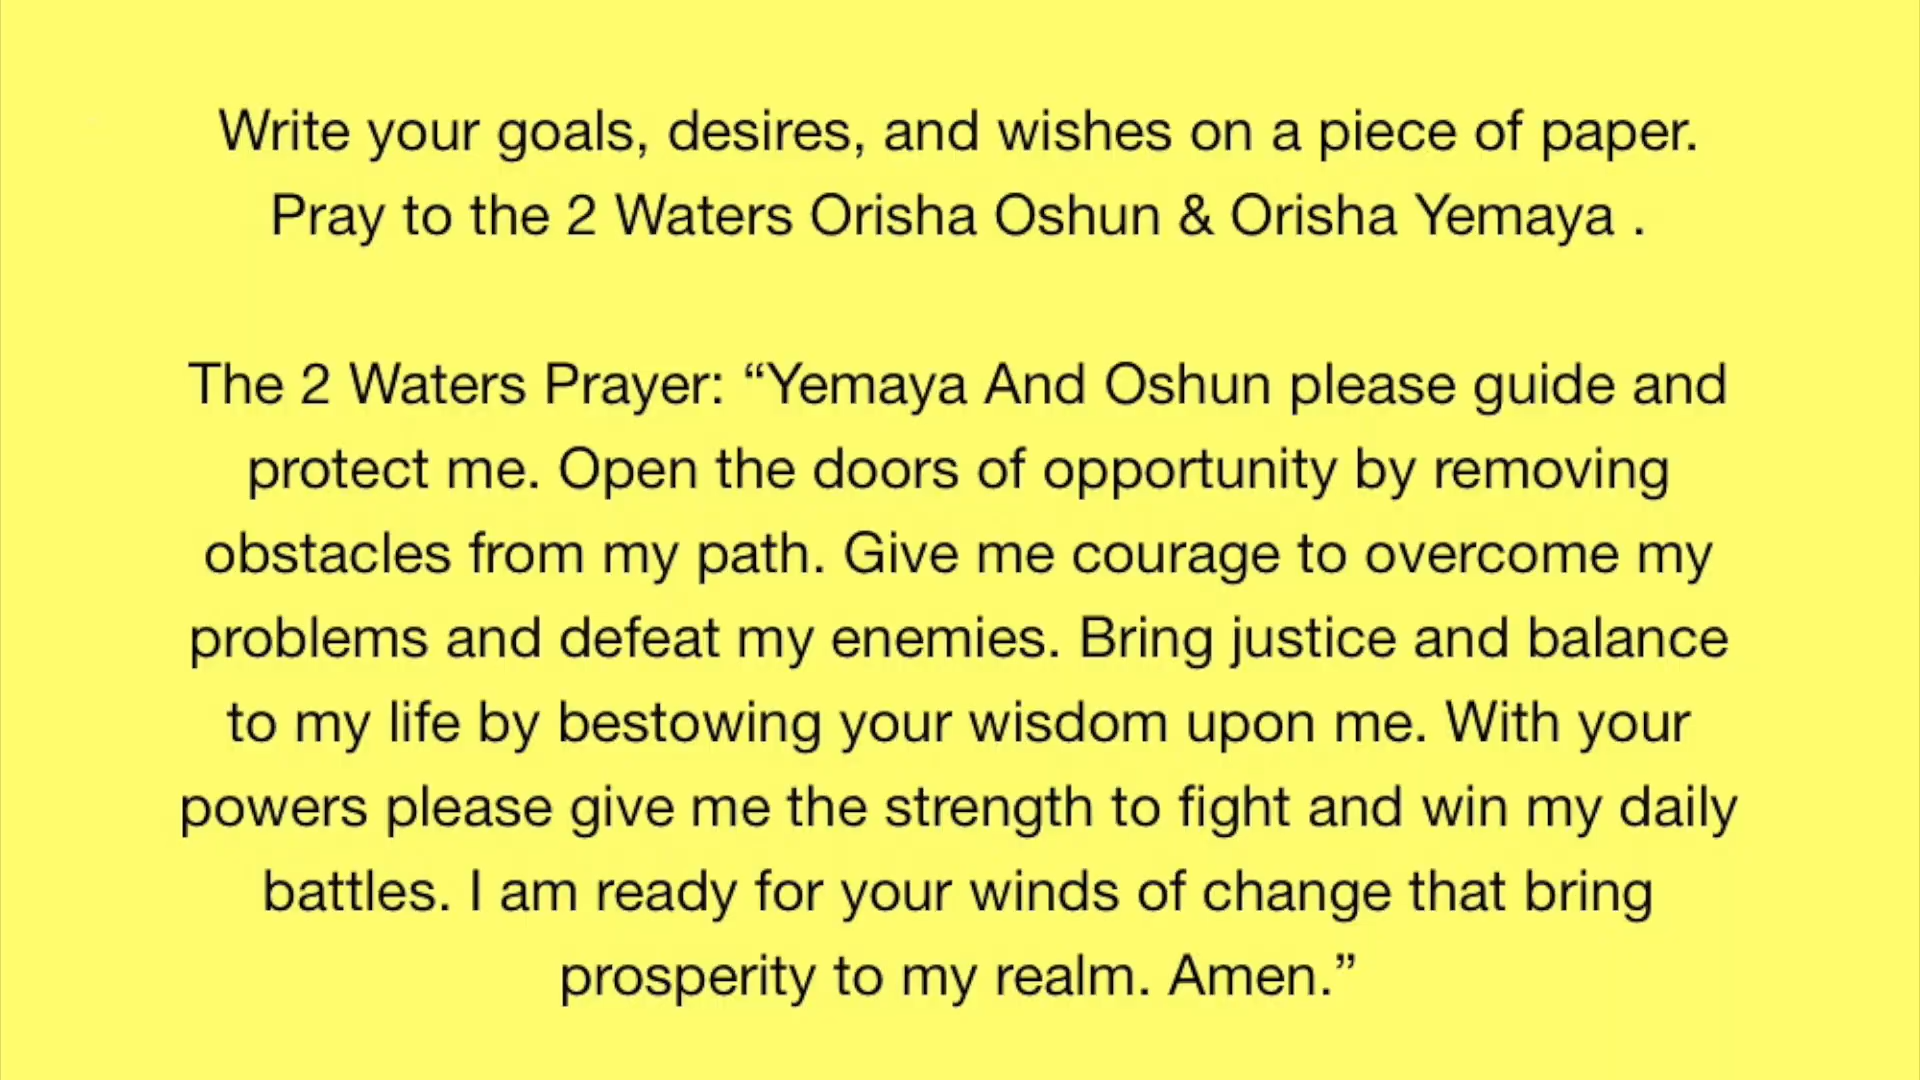 Write your goals, desires, and wishes on a piece of paper.
Pray to the 2 Waters Orisha Oshun & Orisha Yemaya .
The 2 Waters Prayer: “Yemaya And Oshun please guide and
protect me. Open the doors of opportunity by removing
obstacles from my path. Give me courage to overcome my
problems and defeat my enemies. Bring justice and balance
to my life by bestowing your wisdom upon me. With your
powers please give me the strength to fight and win my daily
battles. I am ready for your winds of change that bring
prosperity to my realm. Amen.”